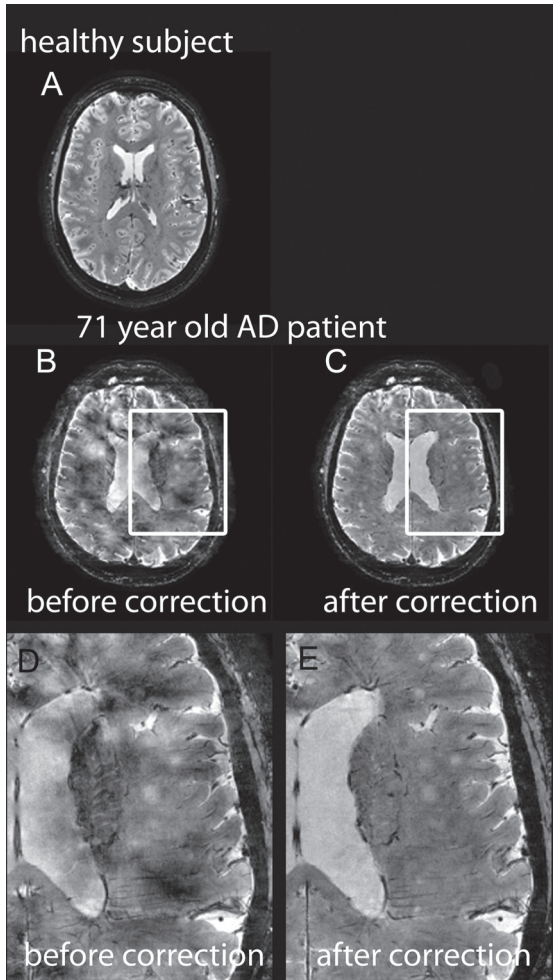 healthy subject
A
71 year old AD patient
B
C
before correction
after correction
D
E
before correction
after correction